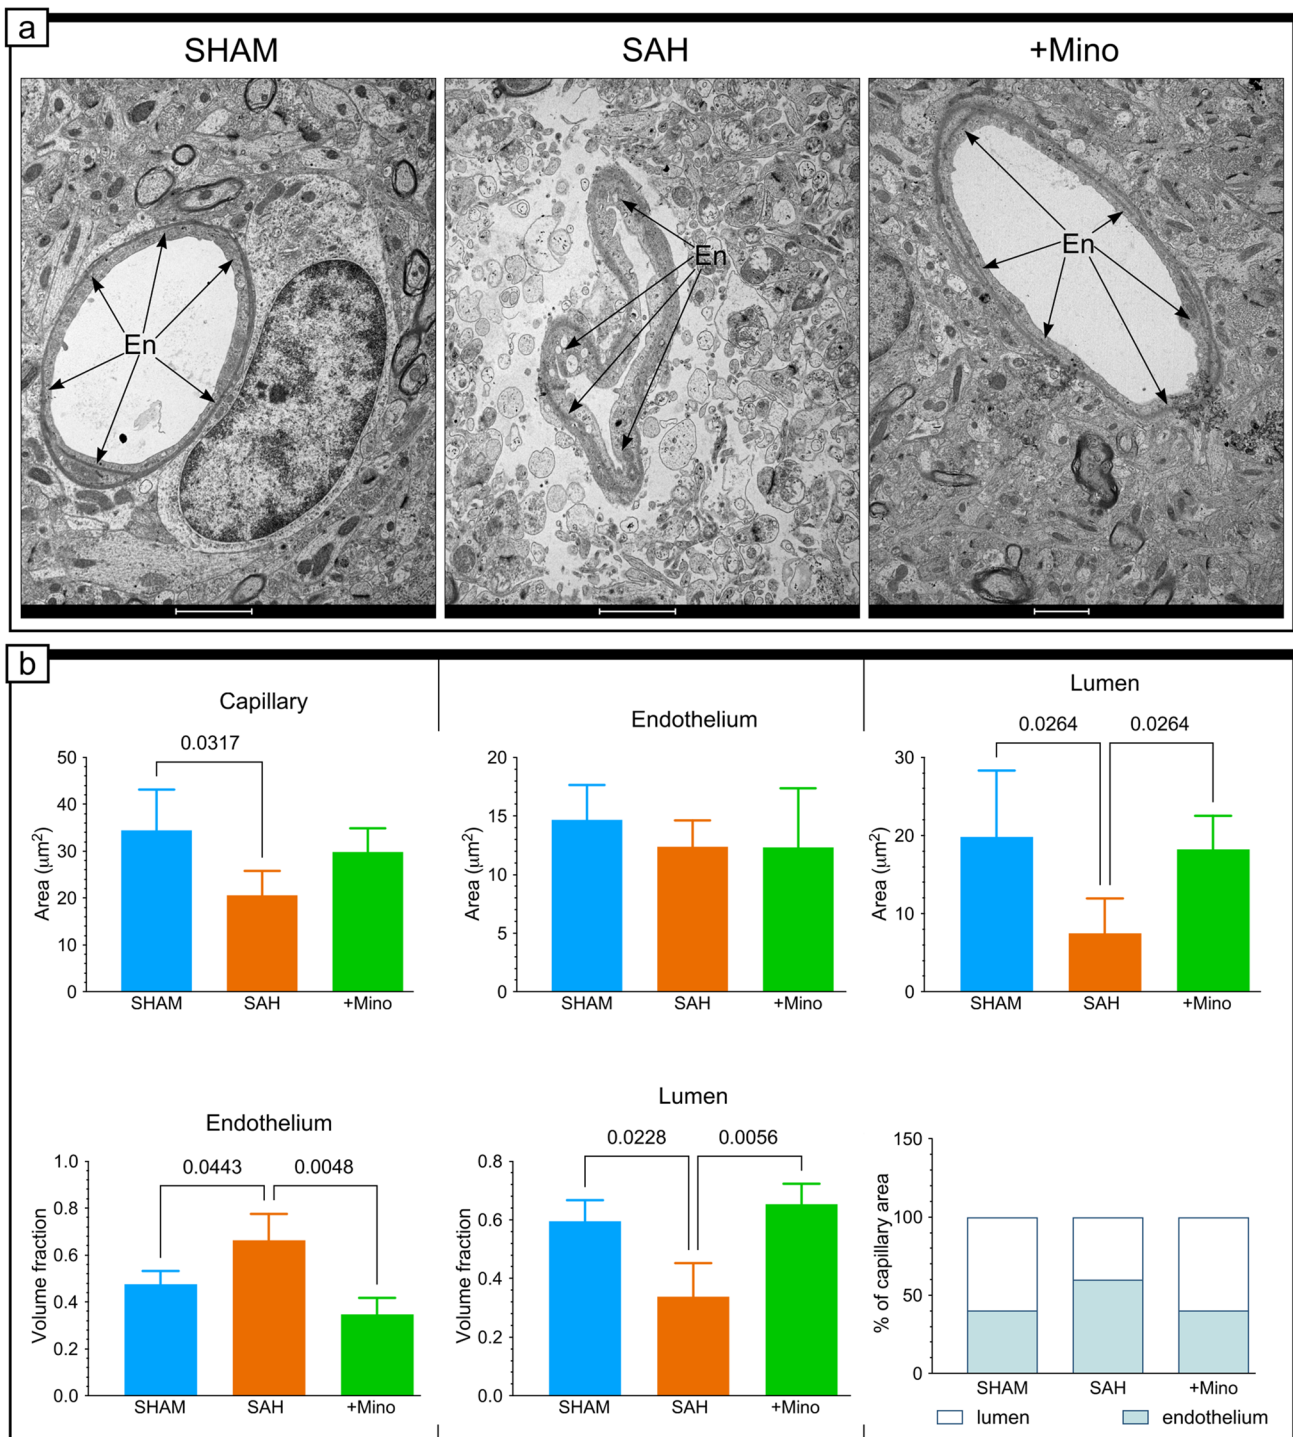 a
SHAM
SAH
+Mino
En
En
En
b
Capillary
0.0317
Area (μm²)
50
40
30
20
10
0
SHAM
SAH
+Mino
Endothelium
Area (μm²)
20
15
10
5
0
SHAM
SAH
+Mino
Lumen
0.0264
0.0264
Area (μm²)
30
20
10
0
SHAM
SAH
+Mino
Endothelium
0.0443
0.0048
Volume fraction
1.0
0.8
0.6
0.4
0.2
0.0
SHAM
SAH
+Mino
Lumen
0.0228
0.0056
Volume fraction
0.8
0.6
0.4
0.2
0.0
SHAM
SAH
+Mino
% of capillary area
150
100
50
0
SHAM
SAH
+Mino
lumen
endothelium